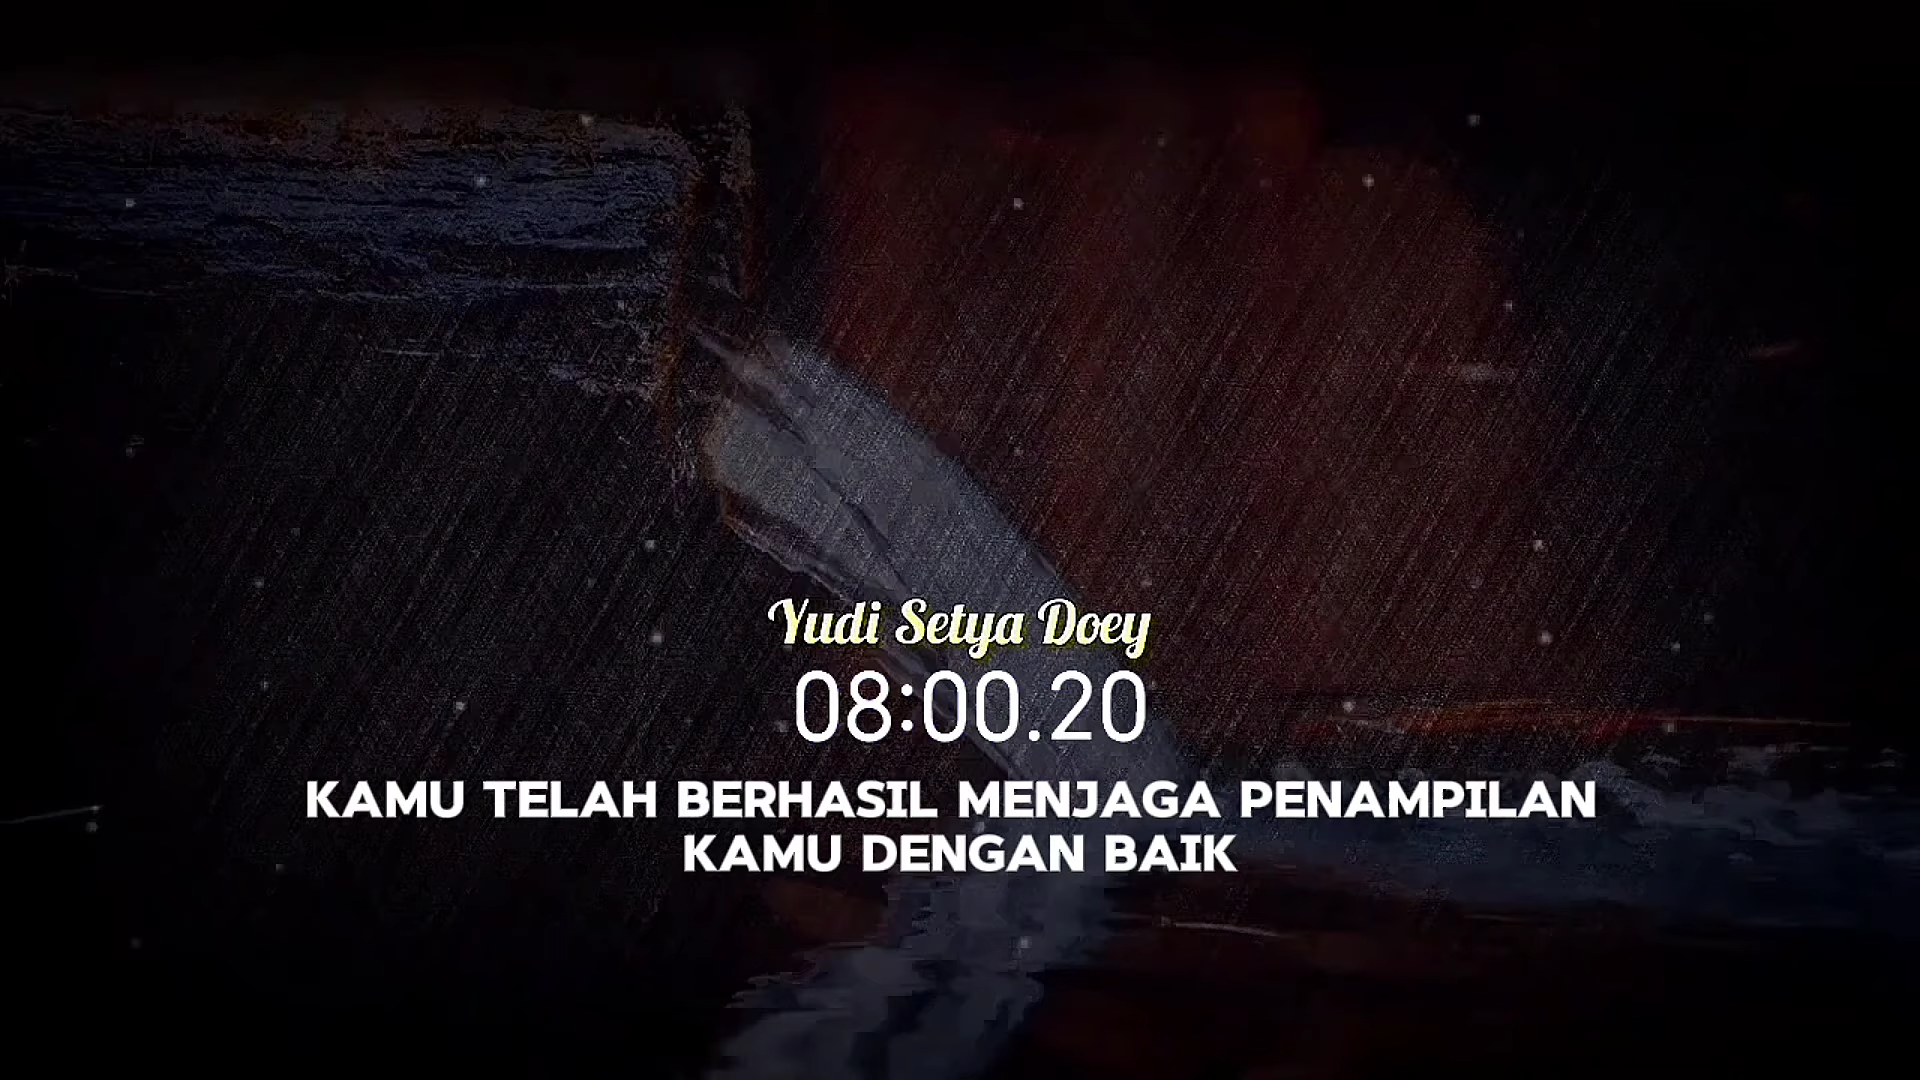 Yudi Setya Doey
08:00.20
KAMU TELAH BERHASIL MENJAGA PENAMPILAN
KAMU DENGAN BAIK